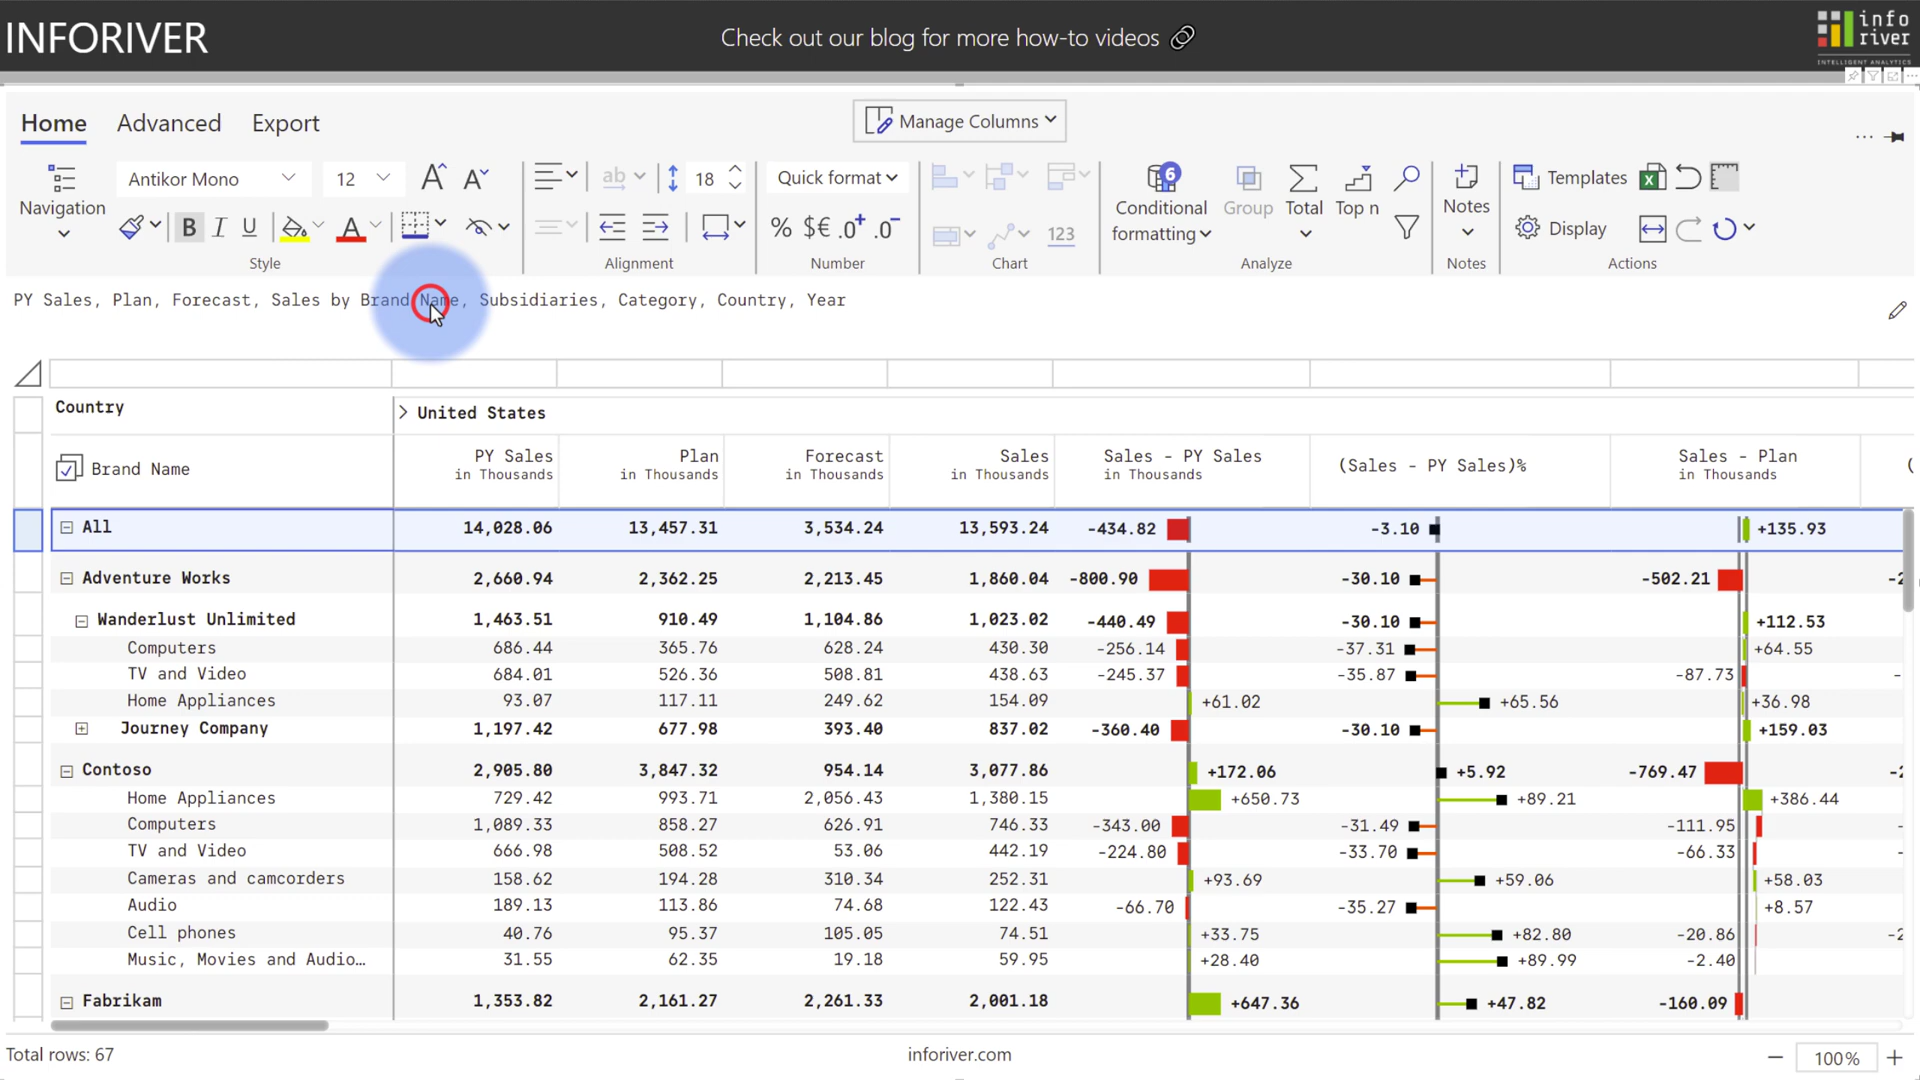 INFORIVER
Check out our blog for more how-to videos
info
river
INTELLIGENT ANALYTICS
Home Advanced Export
Manage Columns
Navigation
Antikor Mono
12
A A
B I U
A
Style
ab
18
Alignment
Quick format
% $€ .0+ .0-
Number
123
Chart
6
Conditional
formatting
Group
Total
Top n
Analyze
Notes
Notes
Templates
Display
Actions
PY Sales, Plan, Forecast, Sales by Brand Name, Subsidiaries, Category, Country, Year
Country
United States
Brand Name
PY Sales in Thousands
Plan in Thousands
Forecast in Thousands
Sales in Thousands
Sales - PY Sales in Thousands
(Sales - PY Sales)%
Sales - Plan in Thousands
(
All 14,028.06 13,457.31 3,534.24 13,593.24 -434.82 -3.10 +135.93
Adventure Works 2,660.94 2,362.25 2,213.45 1,860.04 -800.90 -30.10 -502.21 -2
Wanderlust Unlimited 1,463.51 910.49 1,104.86 1,023.02 -440.49 -30.10 +112.53
Computers 686.44 365.76 628.24 430.30 -256.14 -37.31 +64.55
TV and Video 684.01 526.36 508.81 438.63 -245.37 -35.87 -87.73 -
Home Appliances 93.07 117.11 249.62 154.09 +61.02 +65.56 +36.98
Journey Company 1,197.42 677.98 393.40 837.02 -360.40 -30.10 +159.03
Contoso 2,905.80 3,847.32 954.14 3,077.86 +172.06 +5.92 -769.47 -2
Home Appliances 729.42 993.71 2,056.43 1,380.15 +650.73 +89.21 +386.44
Computers 1,089.33 858.27 626.91 746.33 -343.00 -31.49 -111.95 -
TV and Video 666.98 508.52 53.06 442.19 -224.80 -33.70 -66.33 -
Cameras and camcorders 158.62 194.28 310.34 252.31 +93.69 +59.06 +58.03
Audio 189.13 113.86 74.68 122.43 -66.70 -35.27 +8.57
Cell phones 40.76 95.37 105.05 74.51 +33.75 +82.80 -20.86 -2
Music, Movies and Audio… 31.55 62.35 19.18 59.95 +28.40 +89.99 -2.40
Fabrikam 1,353.82 2,161.27 2,261.33 2,001.18 +647.36 +47.82 -160.09
Total rows: 67
inforiver.com
100%